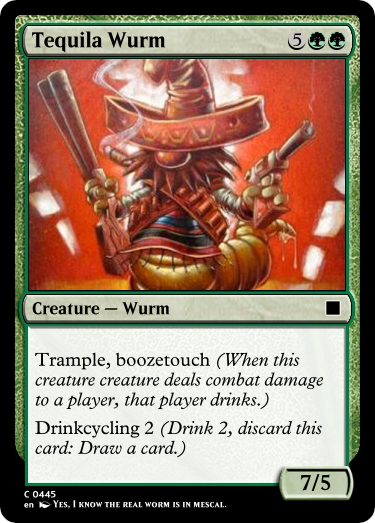 Tequila Wurm 5
Creature — Wurm
Trample, boozetouch (When this
creature creature deals combat damage
to a player, that player drinks.)
Drinkcycling 2 (Drink 2, discard this
card: Draw a card.)
7/5
C 0445
en Yes, I know the real worm is in mescal.